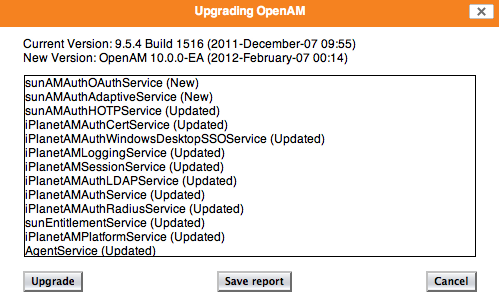 Upgrading OpenAM
Current Version: 9.5.4 Build 1516 (2011-December-07 09:55)
New Version: OpenAM 10.0.0-EA (2012-February-07 00:14)
sunAMAuthOAuthService (New)
sunAMAuthAdaptiveService (New)
sunAMAuthHOTPService (Updated)
iPlanetAMAuthCertService (Updated)
iPlanetAMAuthWindowsDesktopSSOService (Updated)
iPlanetAMLoggingService (Updated)
iPlanetAMSessionService (Updated)
iPlanetAMAuthLDAPService (Updated)
iPlanetAMAuthService (Updated)
iPlanetAMAuthRadiusService (Updated)
sunEntitlementService (Updated)
iPlanetAMPlatformService (Updated)
AgentService (Updated)
Upgrade Save report Cancel